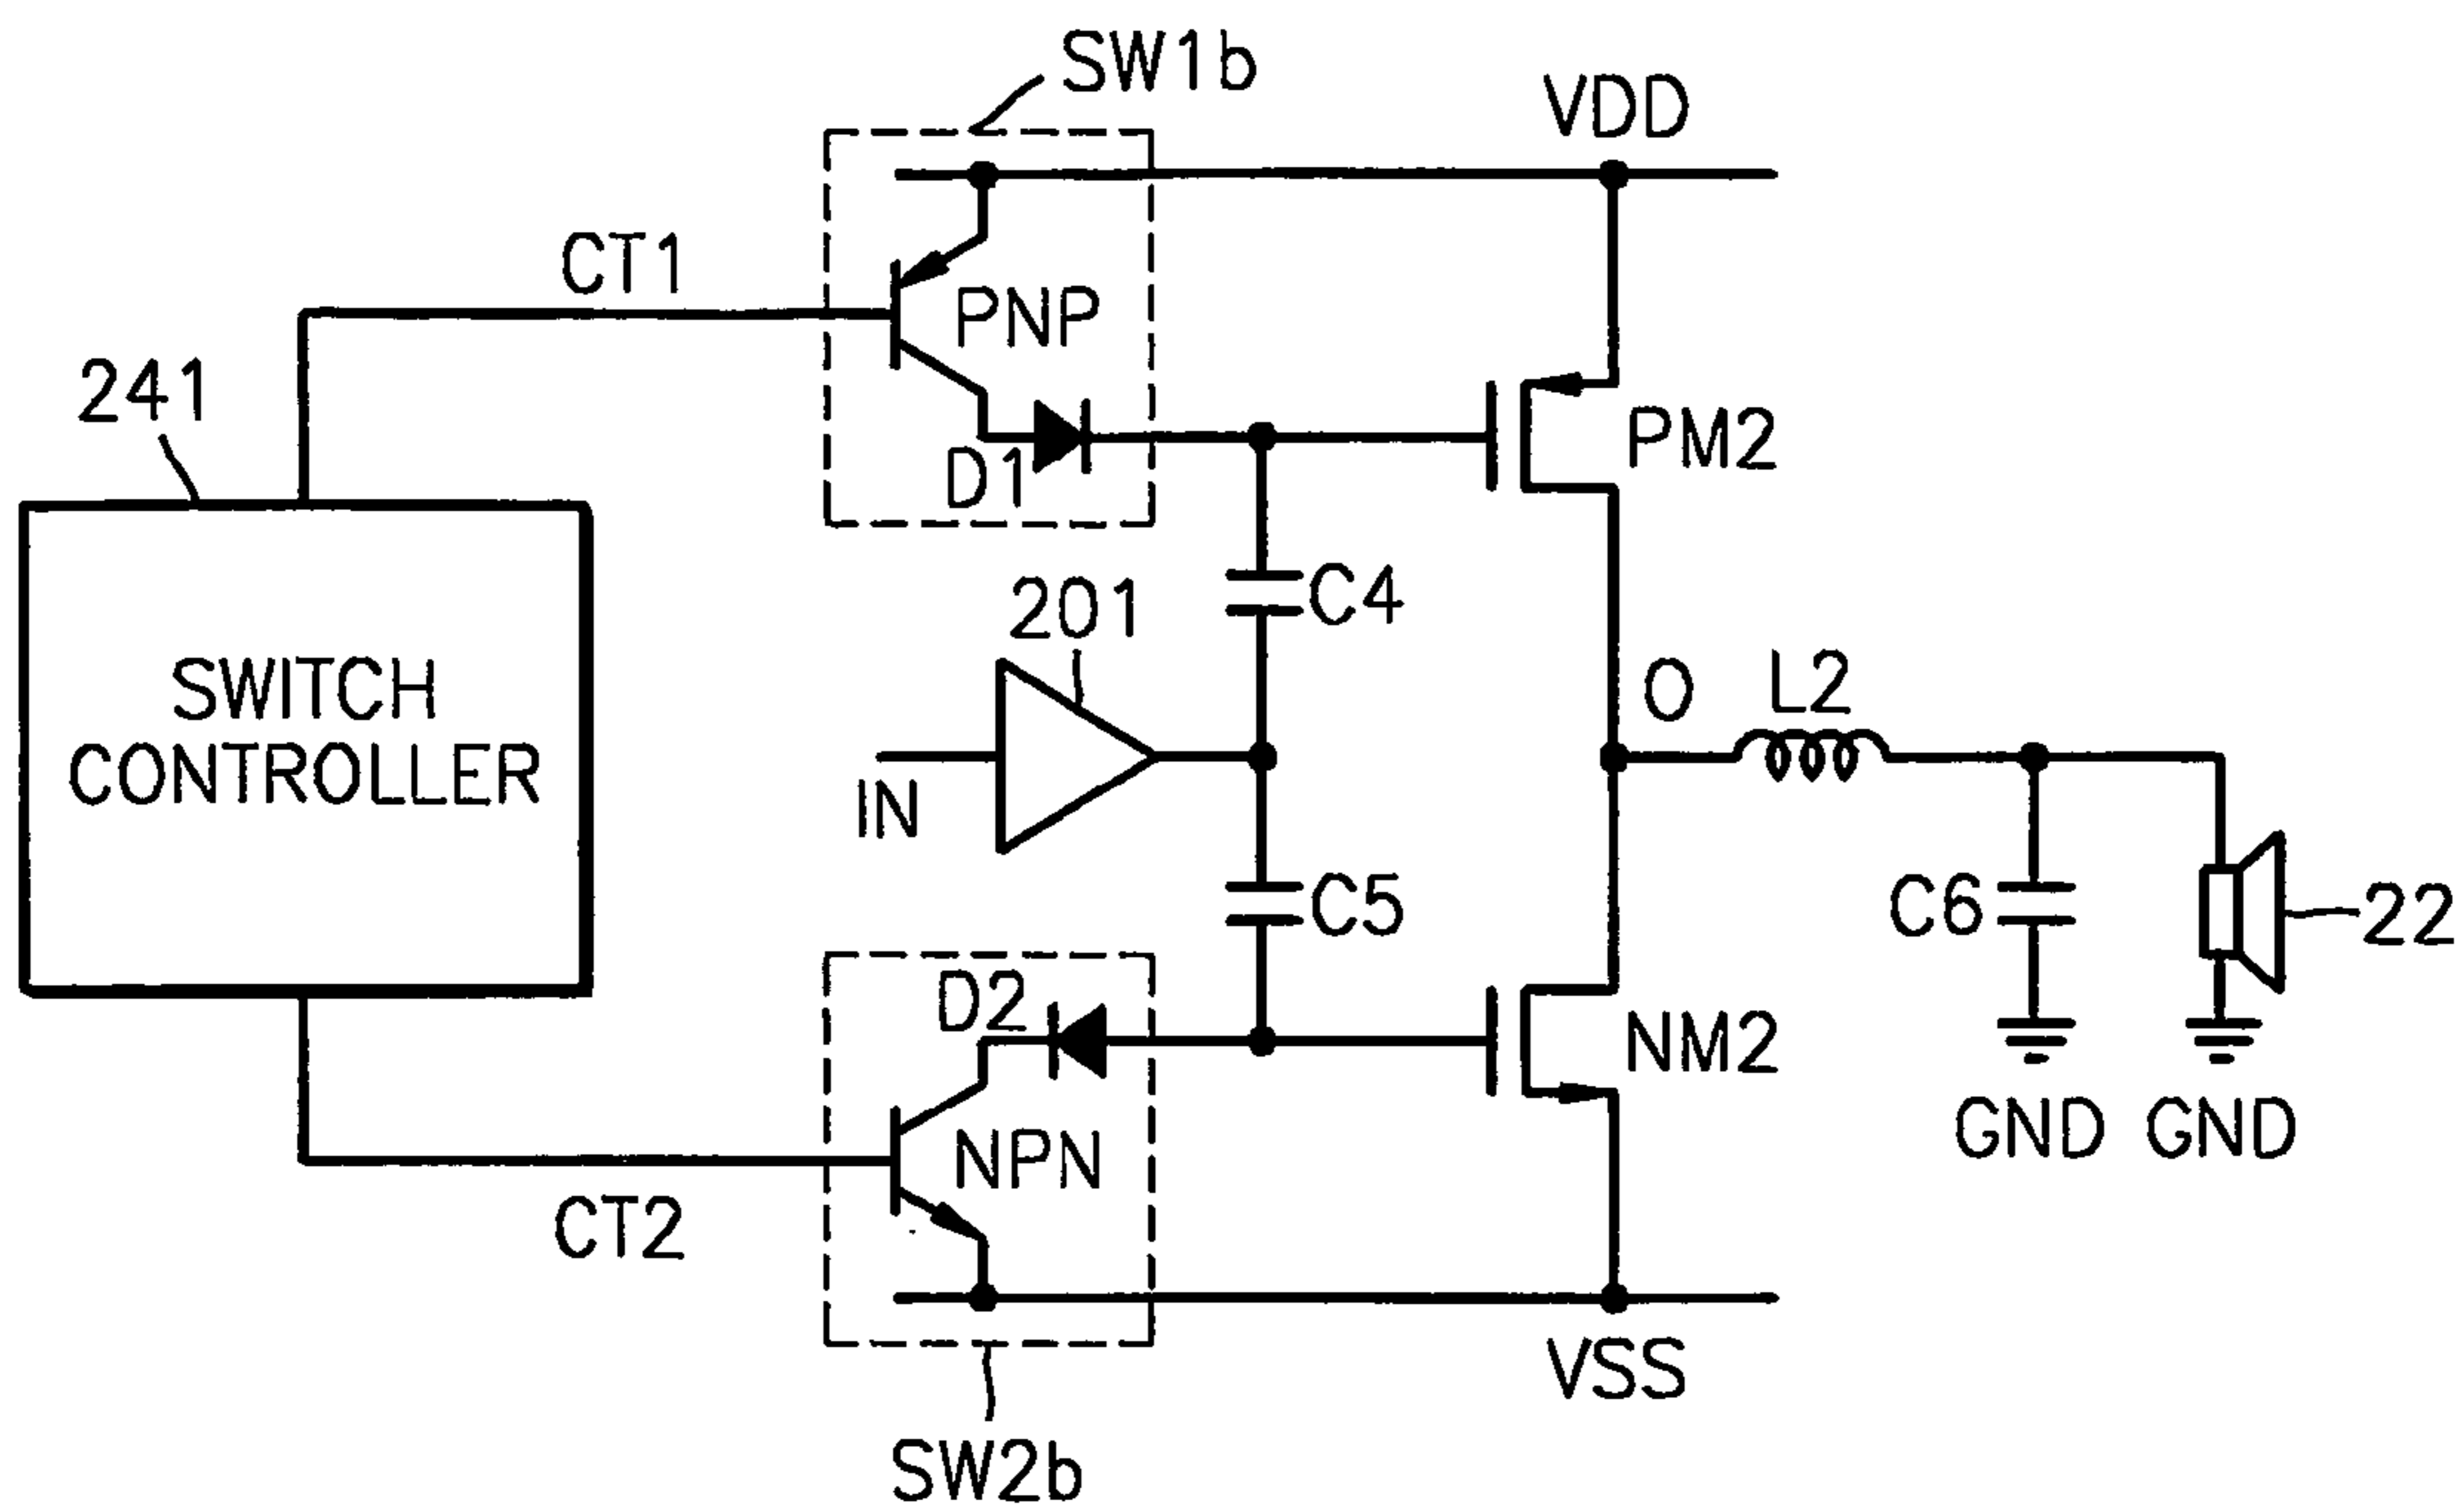 SW1b
VDD
CT1
PNP
241
PM2
D1
201
C4
SWITCH
CONTROLLER
O
L2
IN
C5
C6
22
D2
NM2
GND GND
NPN
CT2
VSS
SW2b